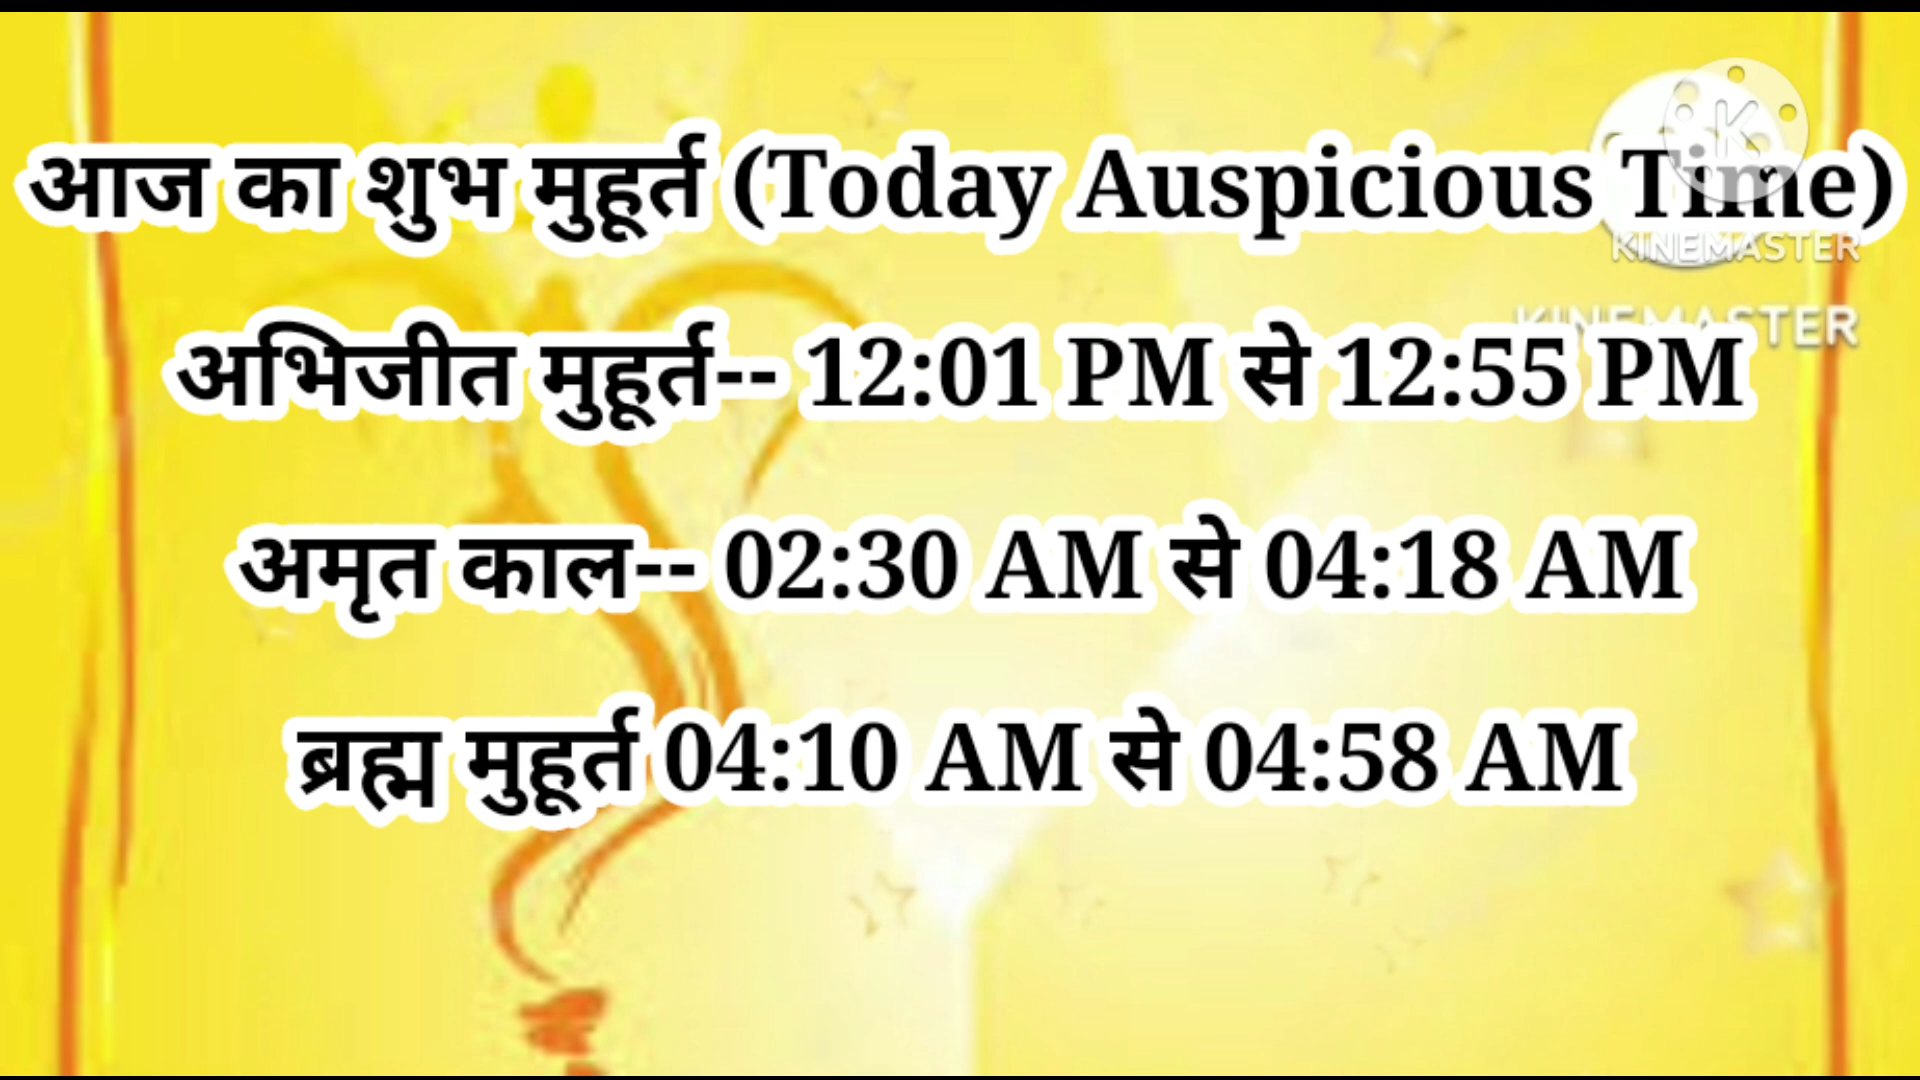 आज का शुभ मुहूर्त (Today Auspicious Time)
KINEMASTER
KINEMASTER
अभिजीत मुहूर्त-- 12:01 PM से 12:55 PM
अमृत काल-- 02:30 AM से 04:18 AM
ब्रह्म मुहूर्त 04:10 AM से 04:58 AM